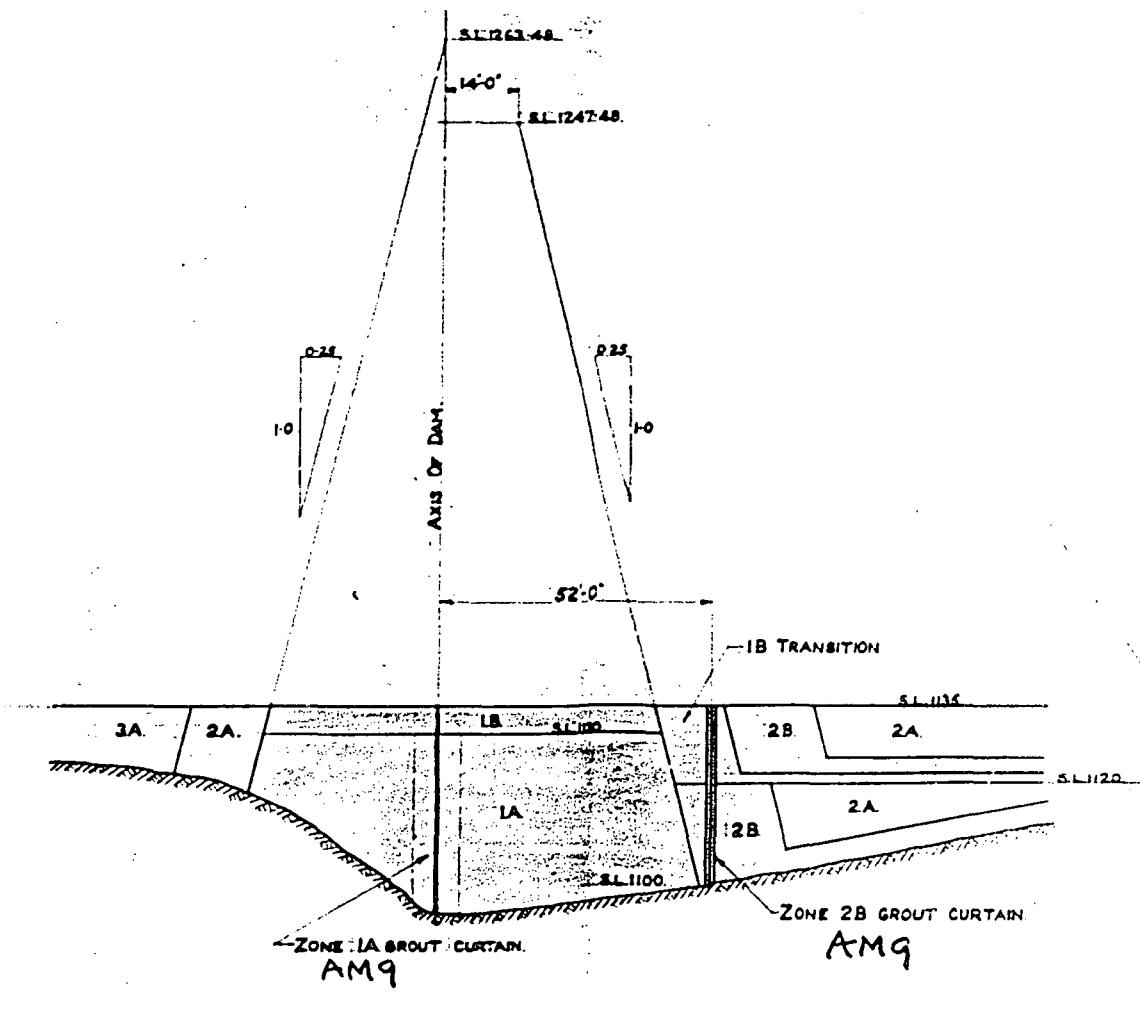 S.L. 1263.48
14'-0"
S.L. 1247.48.
0.25
0.25
1.0
1.0
AXIS OF DAM.
52'-0"
1B TRANSITION
S.L. 1135
3A.
2A.
1B.
S.L. 1130
2B.
2A.
S.L. 1120
1A.
2B.
2A.
S.L. 1100.
ZONE 1A GROUT CURTAIN.
AM9
ZONE 2B GROUT CURTAIN
AM9